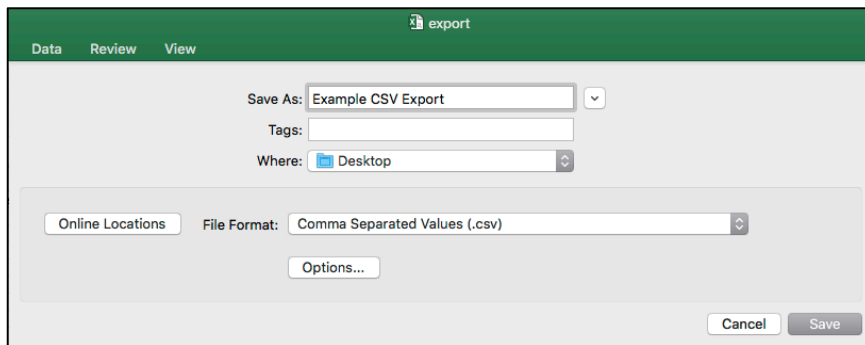 export
Data Review View
Save As: Example CSV Export
Tags:
Where: Desktop
Online Locations File Format: Comma Separated Values (.csv)
Options...
Cancel Save